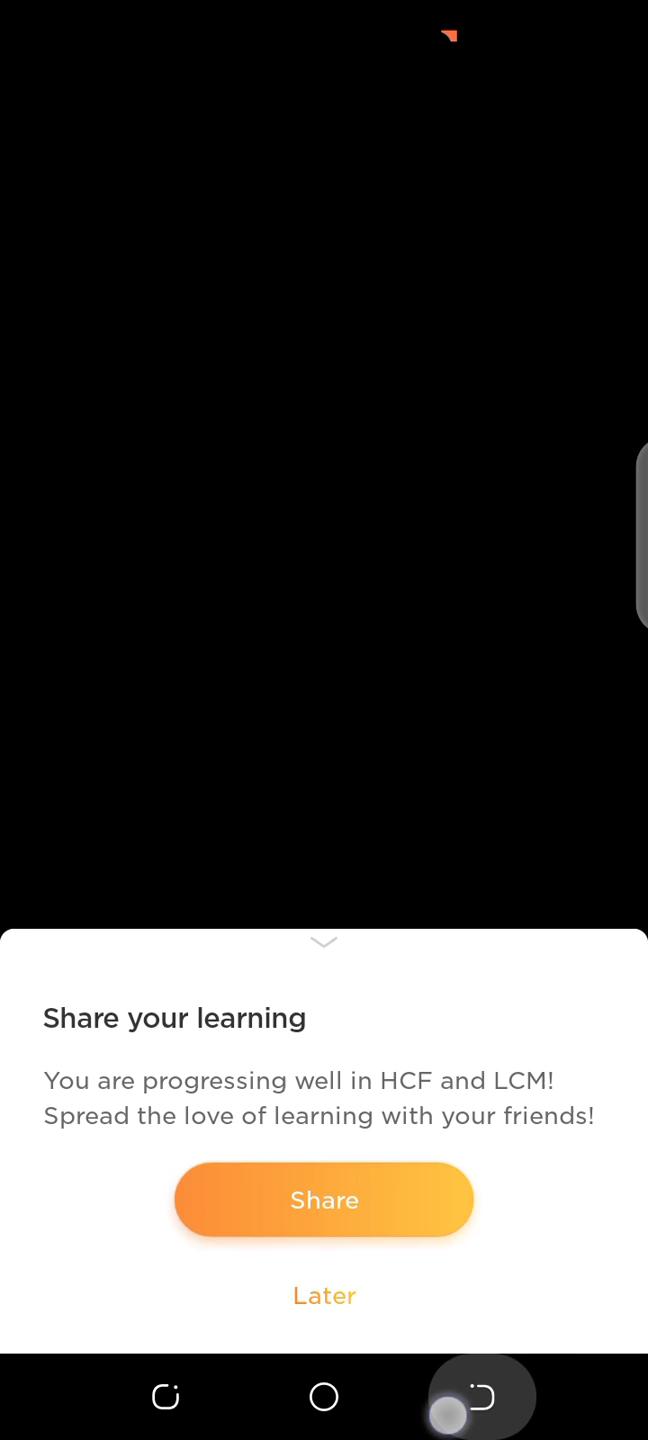 Share your learning
You are progressing well in HCF and LCM!
Spread the love of learning with your friends!
Share
Later